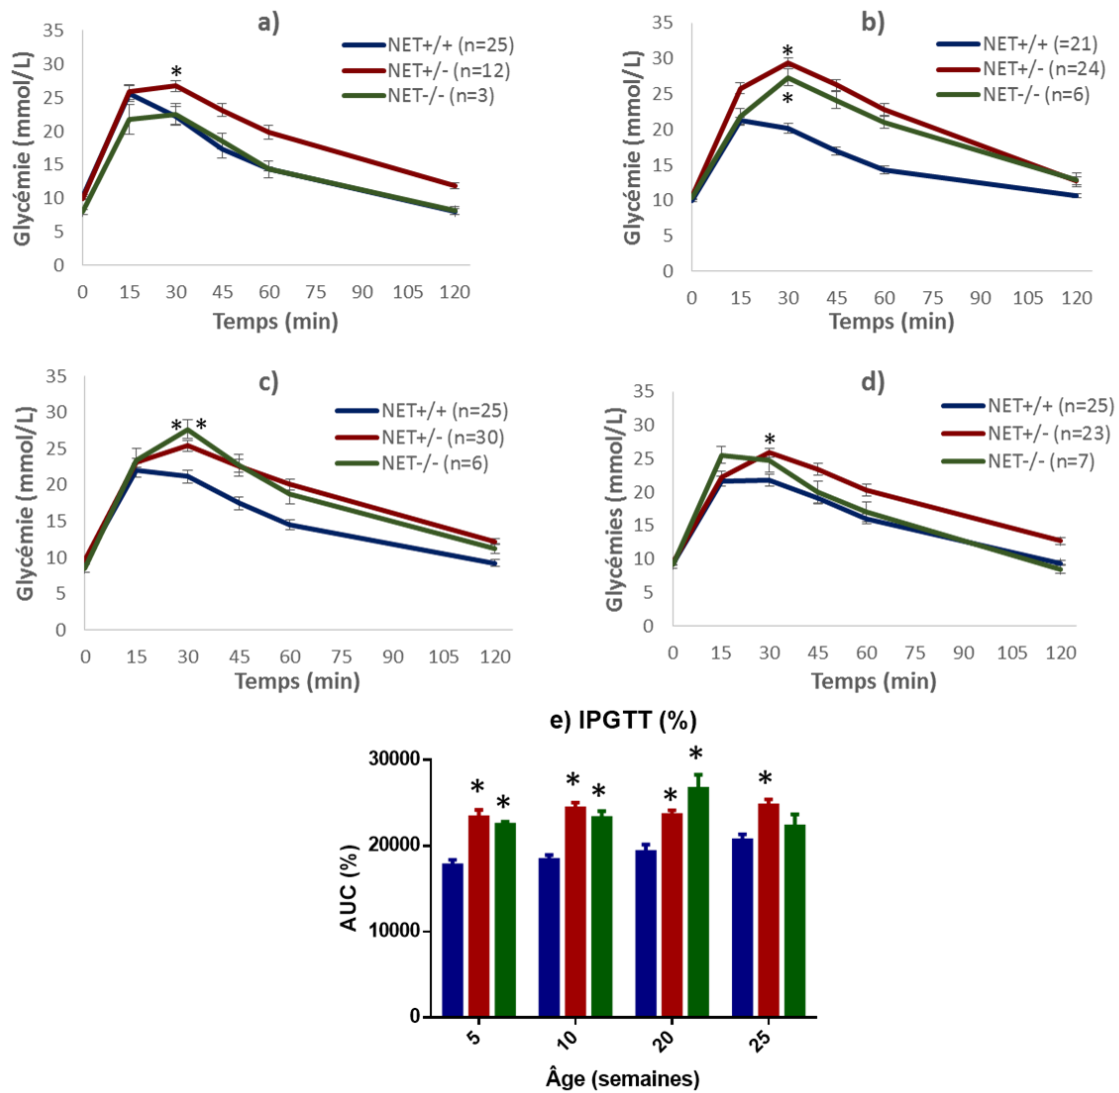 a)
35
30
25
20
15
10
5
0
Glycémie (mmol/L)
NET+/+ (n=25)
NET+/- (n=12)
NET-/- (n=3)
*
0 15 30 45 60 75 90 105 120
Temps (min)
b)
35
30
25
20
15
10
5
0
Glycémie (mmol/L)
NET+/+ (=21)
NET+/- (n=24)
NET-/- (n=6)
*
*
0 15 30 45 60 75 90 105 120
Temps (min)
c)
35
30
25
20
15
10
5
0
Glycémie (mmol/L)
NET+/+ (n=25)
NET+/- (n=30)
NET-/- (n=6)
* *
0 15 30 45 60 75 90 105 120
Temps (min)
d)
35
30
25
20
15
10
5
0
Glycémies (mmol/L)
NET+/+ (n=25)
NET+/- (n=23)
NET-/- (n=7)
*
0 15 30 45 60 75 90 105 120
Temps (min)
e) IPGTT (%)
30000
20000
10000
0
AUC (%)
* * * * * * *
5 10 20 25
Âge (semaines)